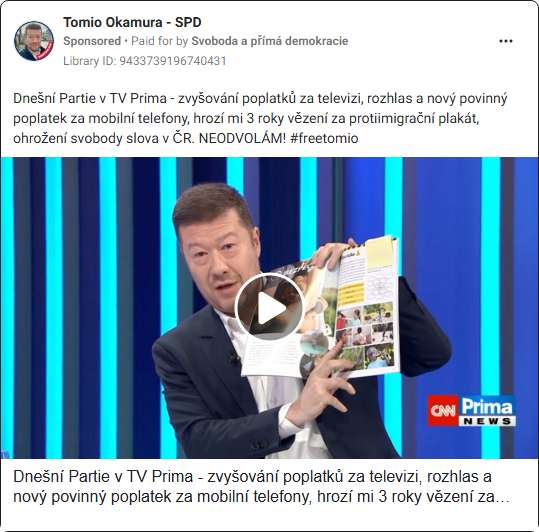 Tomio Okamura - SPD
Sponsored • Paid for by Svoboda a přímá demokracie
Library ID: 9433739196740431
Dnešní Partie v TV Prima - zvyšování poplatků za televizi, rozhlas a nový povinný
poplatek za mobilní telefony, hrozí mi 3 roky vězení za protiimigrační plakát,
ohrožení svobody slova v ČR. NEODVOLÁM! #freetomio
CNN Prima
NEWS
Dnešní Partie v TV Prima - zvyšování poplatků za televizi, rozhlas a
nový povinný poplatek za mobilní telefony, hrozí mi 3 roky vězení za…